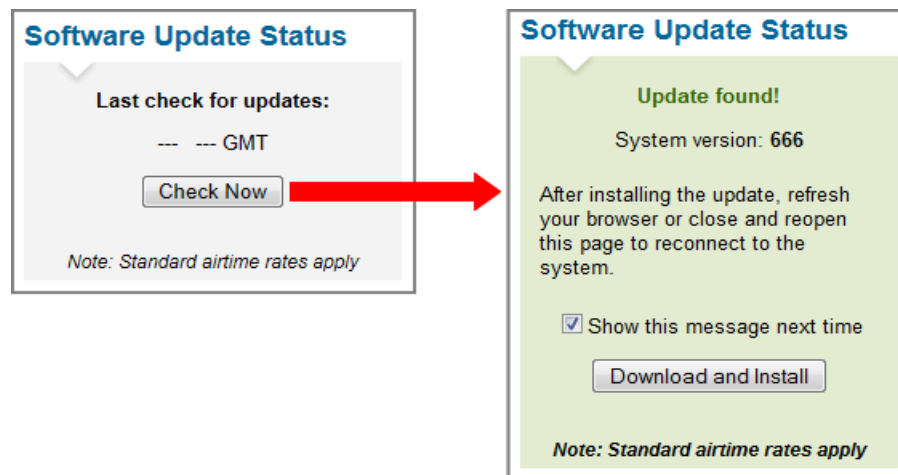 Software Update Status
Last check for updates:
--- --- GMT
Check Now
Note: Standard airtime rates apply
Software Update Status
Update found!
System version: 666
After installing the update, refresh
your browser or close and reopen
this page to reconnect to the
system.
Show this message next time
Download and Install
Note: Standard airtime rates apply